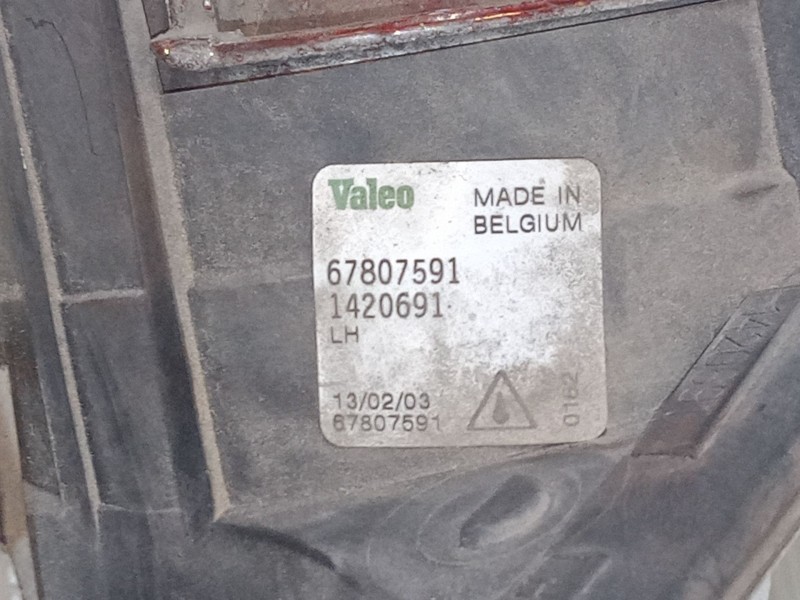 Valeo
MADE IN
BELGIUM
67807591
1420691
LH
13/02/03
67807591
0162